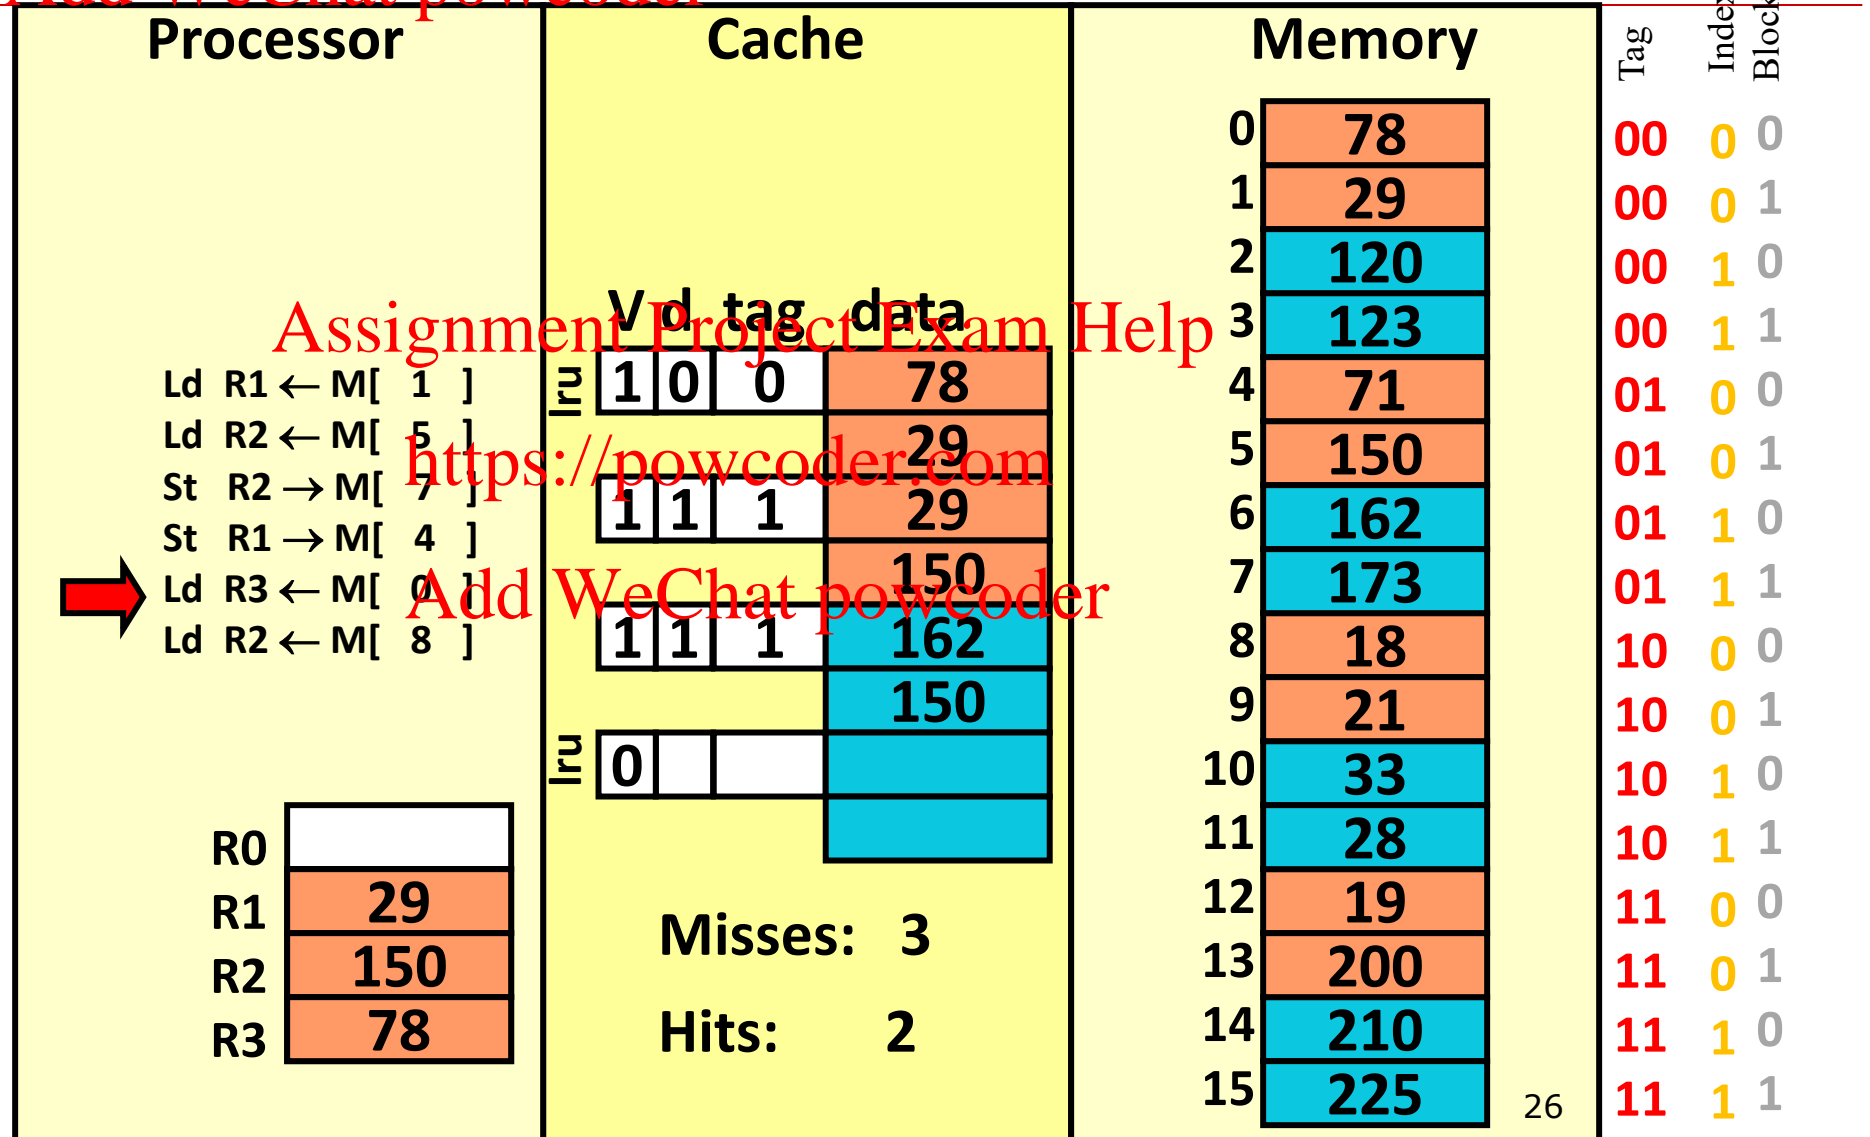 Add WeChat powcoder
Processor
Cache
Memory
Tag
Index
Block
V d tag data
Assignment Project Exam Help
https://powcoder.com
Add WeChat powcoder
Ld R1 ← M[ 1 ]
Ld R2 ← M[ 5 ]
St R2 → M[ 7 ]
St R1 → M[ 4 ]
Ld R3 ← M[ 0 ]
Ld R2 ← M[ 8 ]
R0
R1 29
R2 150
R3 78
lru 1 0 0 78
29
1 1 1 29
150
1 1 1 162
150
lru 0
Misses: 3
Hits: 2
0 78 00 0 0
1 29 00 0 1
2 120 00 1 0
3 123 00 1 1
4 71 01 0 0
5 150 01 0 1
6 162 01 1 0
7 173 01 1 1
8 18 10 0 0
9 21 10 0 1
10 33 10 1 0
11 28 10 1 1
12 19 11 0 0
13 200 11 0 1
14 210 11 1 0
15 225 11 1 1
26